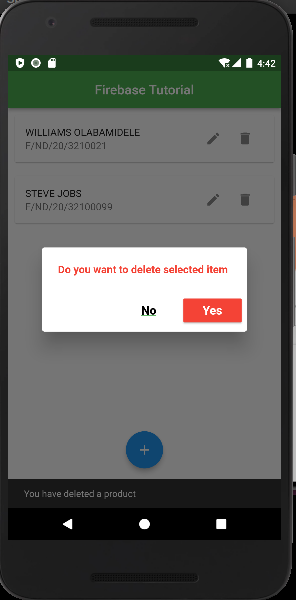 4:42
Firebase Tutorial
WILLIAMS OLABAMIDELE
F/ND/20/3210021
STEVE JOBS
F/ND/20/32100099
Do you want to delete selected item
No
Yes
You have deleted a product